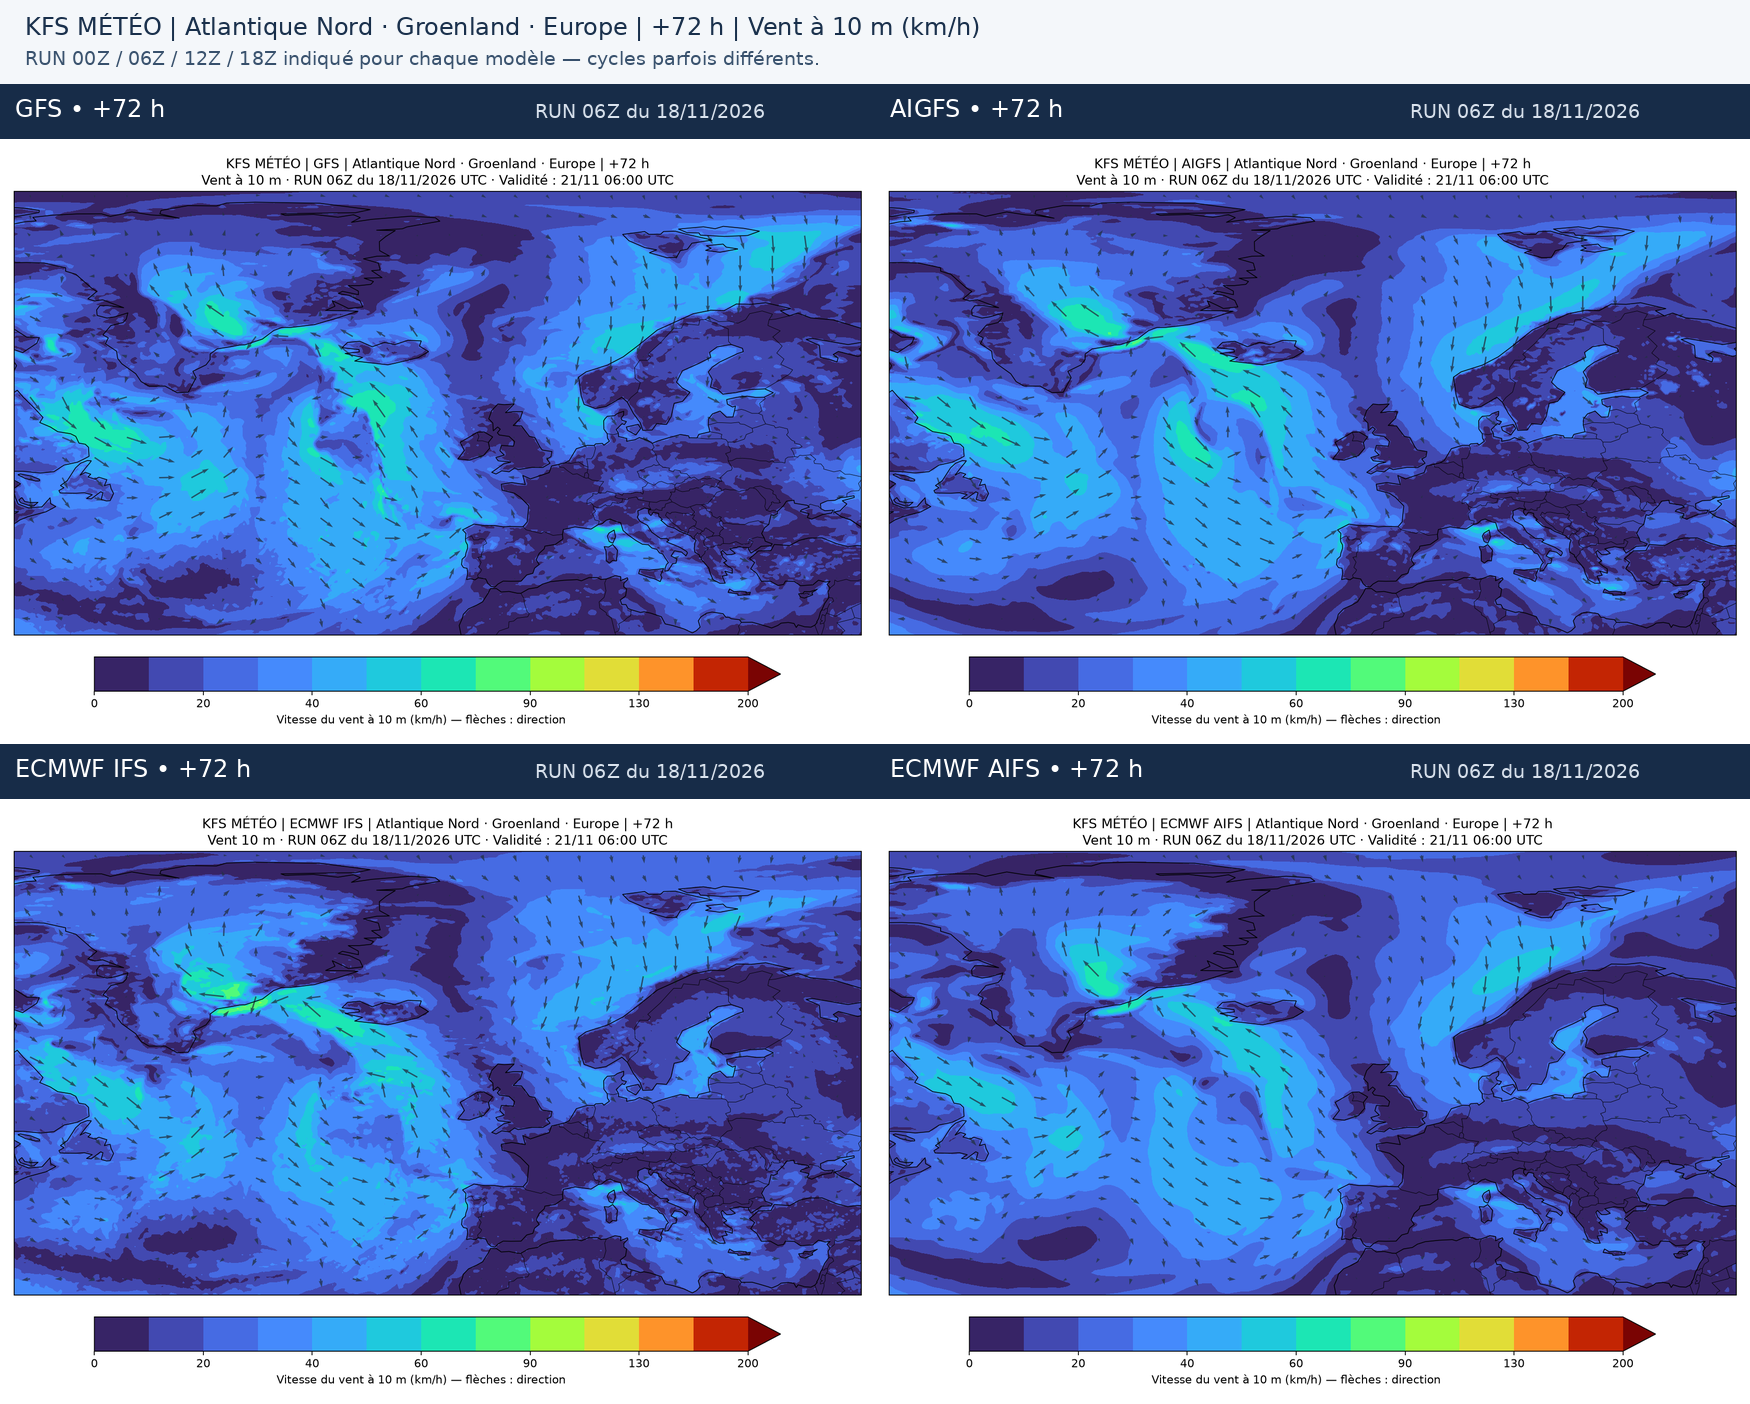 KFS MÉTÉO | Atlantique Nord · Groenland · Europe | +72 h | Vent à 10 m (km/h)
RUN 00Z / 06Z / 12Z / 18Z indiqué pour chaque modèle — cycles parfois différents.
GFS • +72 h
RUN 06Z du 18/11/2026
KFS MÉTÉO | GFS | Atlantique Nord · Groenland · Europe | +72 h
Vent à 10 m · RUN 06Z du 18/11/2026 UTC · Validité : 21/11 06:00 UTC
0 20 40 60 90 130 200
Vitesse du vent à 10 m (km/h) — flèches : direction
AIGFS • +72 h
RUN 06Z du 18/11/2026
KFS MÉTÉO | AIGFS | Atlantique Nord · Groenland · Europe | +72 h
Vent à 10 m · RUN 06Z du 18/11/2026 UTC · Validité : 21/11 06:00 UTC
0 20 40 60 90 130 200
Vitesse du vent à 10 m (km/h) — flèches : direction
ECMWF IFS • +72 h
RUN 06Z du 18/11/2026
KFS MÉTÉO | ECMWF IFS | Atlantique Nord · Groenland · Europe | +72 h
Vent 10 m · RUN 06Z du 18/11/2026 UTC · Validité : 21/11 06:00 UTC
0 20 40 60 90 130 200
Vitesse du vent à 10 m (km/h) — flèches : direction
ECMWF AIFS • +72 h
RUN 06Z du 18/11/2026
KFS MÉTÉO | ECMWF AIFS | Atlantique Nord · Groenland · Europe | +72 h
Vent 10 m · RUN 06Z du 18/11/2026 UTC · Validité : 21/11 06:00 UTC
0 20 40 60 90 130 200
Vitesse du vent à 10 m (km/h) — flèches : direction